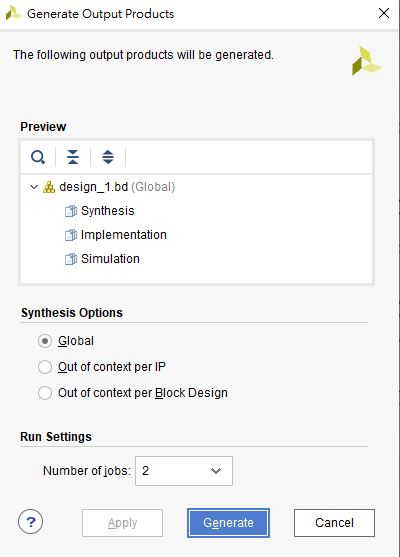 Generate Output Products
The following output products will be generated.
Preview
design_1.bd (Global)
Synthesis
Implementation
Simulation
Synthesis Options
Global
Out of context per IP
Out of context per Block Design
Run Settings
Number of jobs: 2
? Apply Generate Cancel